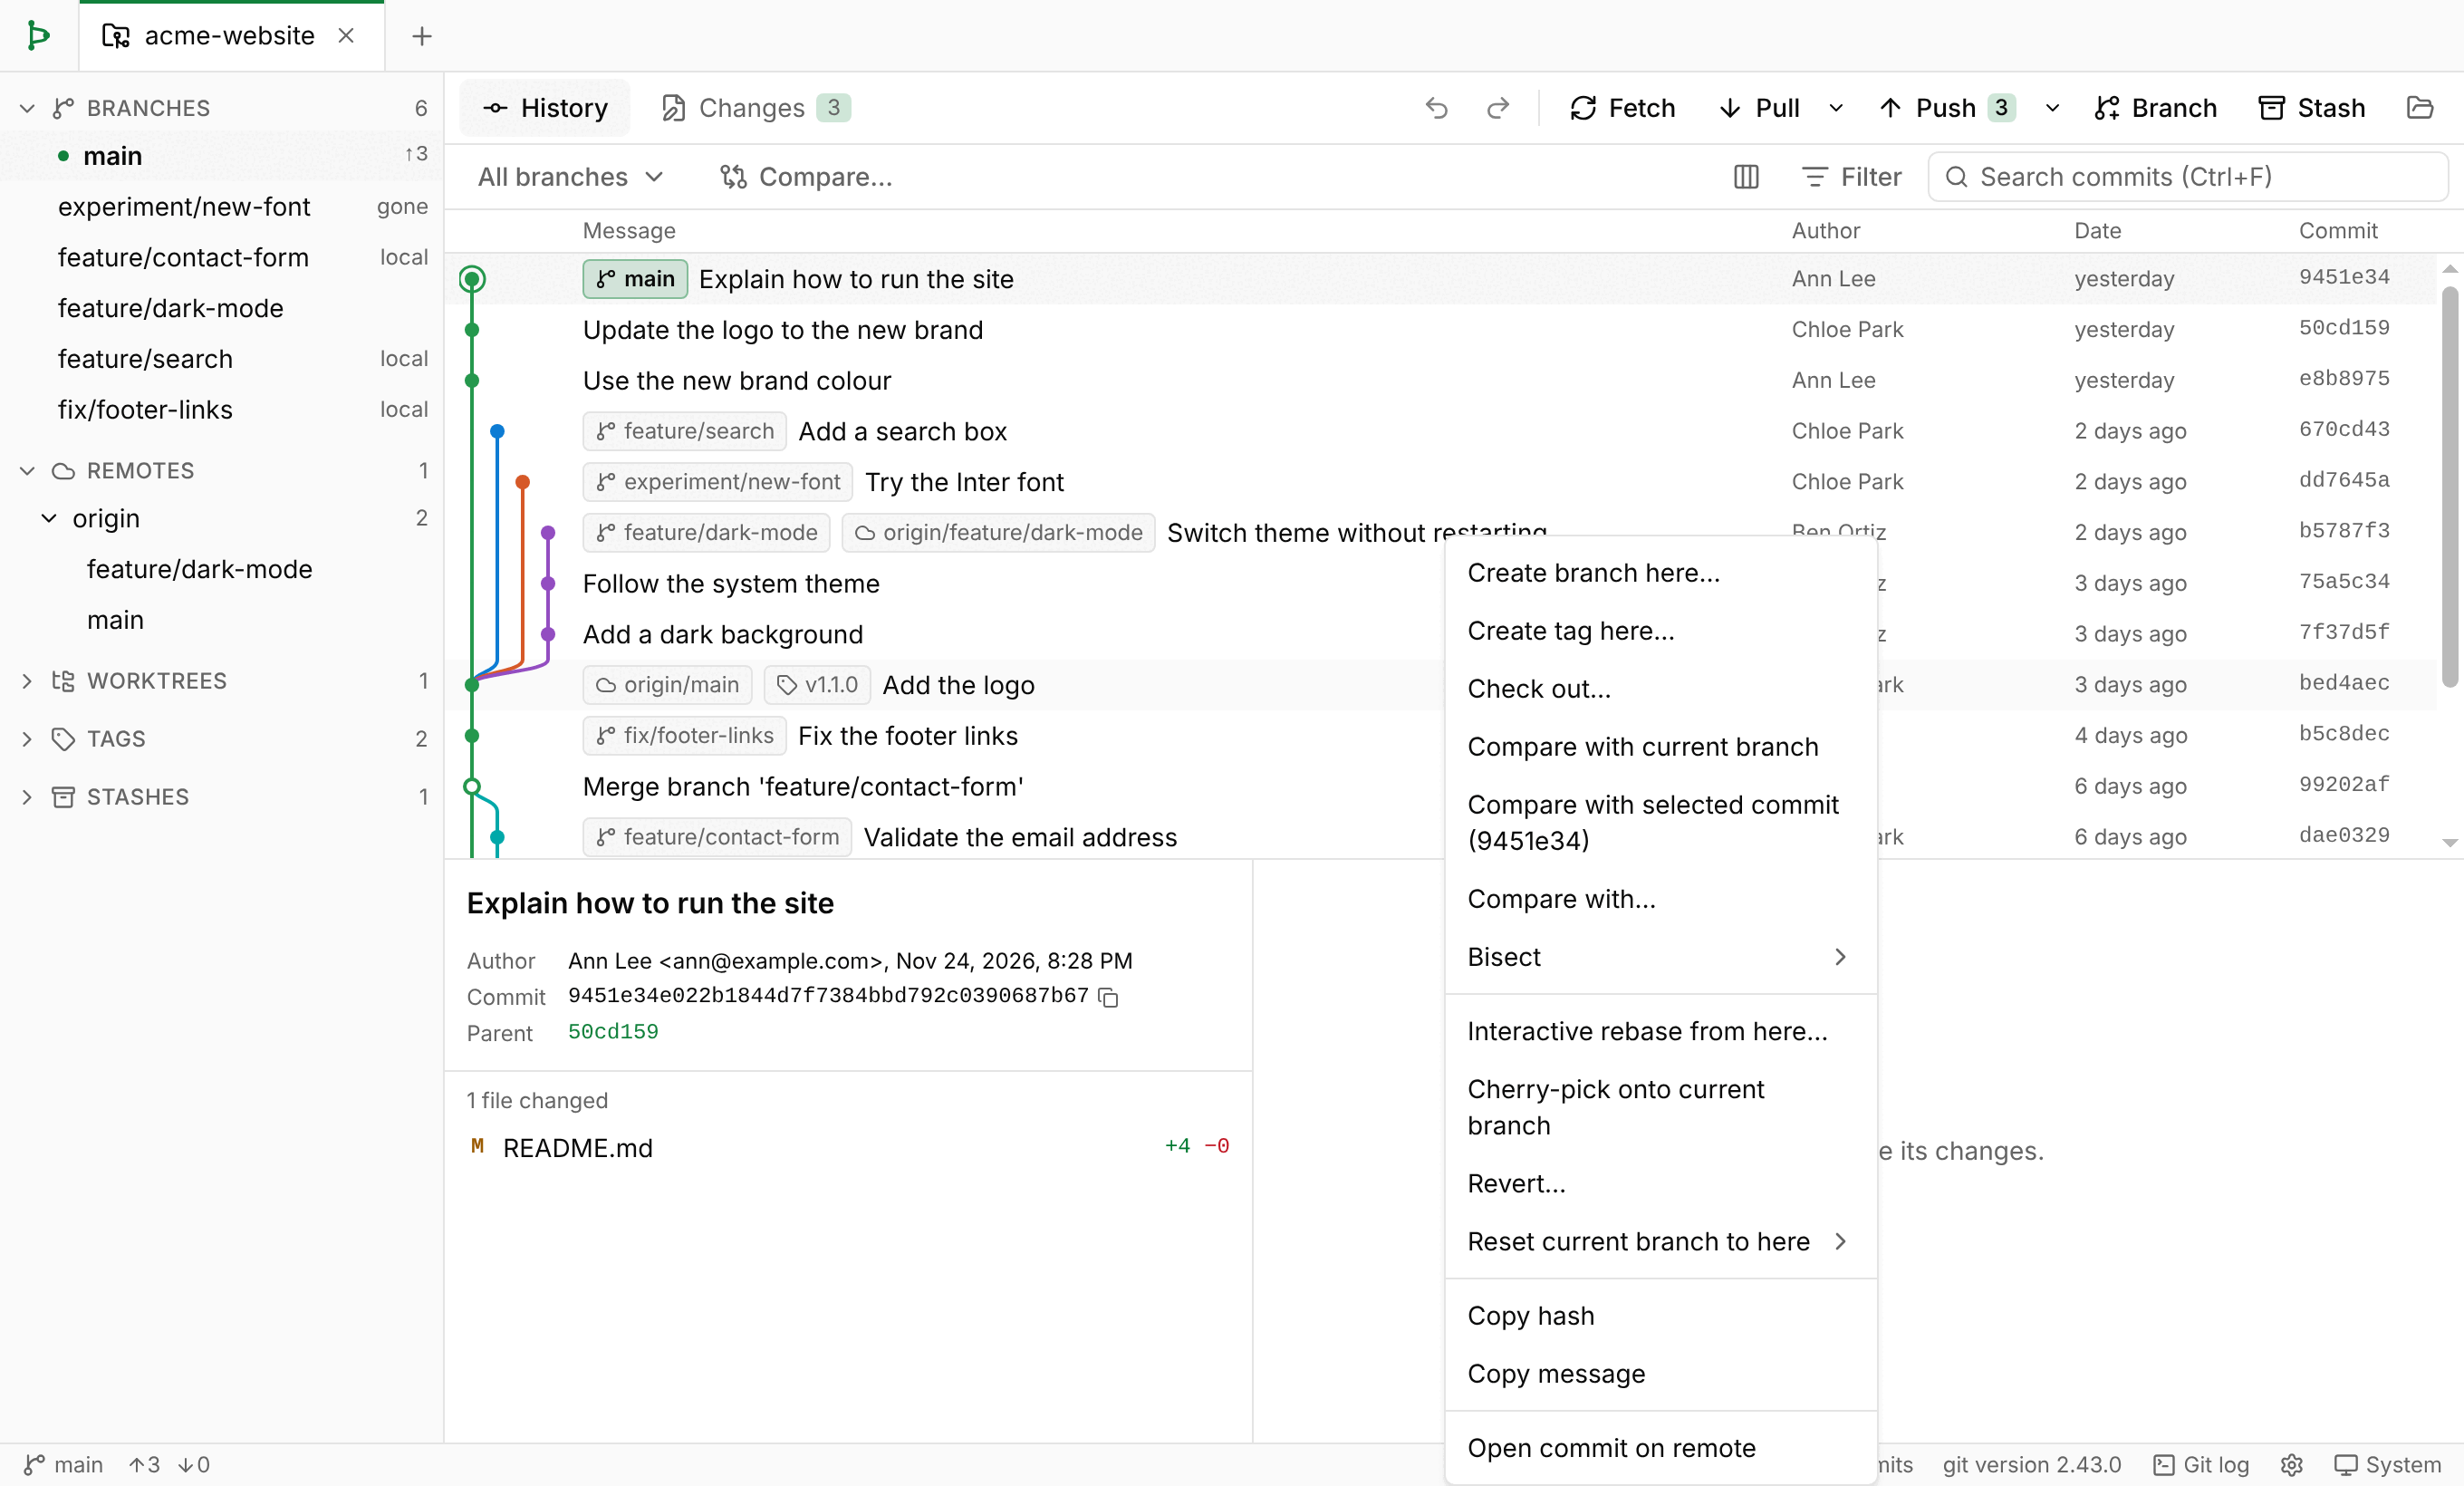 acme-website
BRANCHES 6
main ↑3
experiment/new-font gone
feature/contact-form local
feature/dark-mode
feature/search local
fix/footer-links local
REMOTES 1
origin 2
feature/dark-mode
main
WORKTREES 1
TAGS 2
STASHES 1
History Changes 3 Fetch Pull Push 3 Branch Stash
All branches Compare... Filter Search commits (Ctrl+F)
Message Author Date Commit
main Explain how to run the site Ann Lee yesterday 9451e34
Update the logo to the new brand Chloe Park yesterday 50cd159
Use the new brand colour Ann Lee yesterday e8b8975
feature/search Add a search box Chloe Park 2 days ago 670cd43
experiment/new-font Try the Inter font Chloe Park 2 days ago dd7645a
feature/dark-mode origin/feature/dark-mode Switch theme without restarting Ben Ortiz 2 days ago b5787f3
Follow the system theme z 3 days ago 75a5c34
Add a dark background z 3 days ago 7f37d5f
origin/main v1.1.0 Add the logo ark 3 days ago bed4aec
fix/footer-links Fix the footer links 4 days ago b5c8dec
Merge branch 'feature/contact-form' 6 days ago 99202af
feature/contact-form Validate the email address ark 6 days ago dae0329
Create branch here...
Create tag here...
Check out...
Compare with current branch
Compare with selected commit
(9451e34)
Compare with...
Bisect
Interactive rebase from here...
Cherry-pick onto current
branch
Revert...
Reset current branch to here
Copy hash
Copy message
Open commit on remote
Explain how to run the site
Author Ann Lee <ann@example.com>, Nov 24, 2026, 8:28 PM
Commit 9451e34e022b1844d7f7384bbd792c0390687b67
Parent 50cd159
1 file changed
M README.md +4 −0
e its changes.
main ↑3 ↓0
mits git version 2.43.0 Git log System